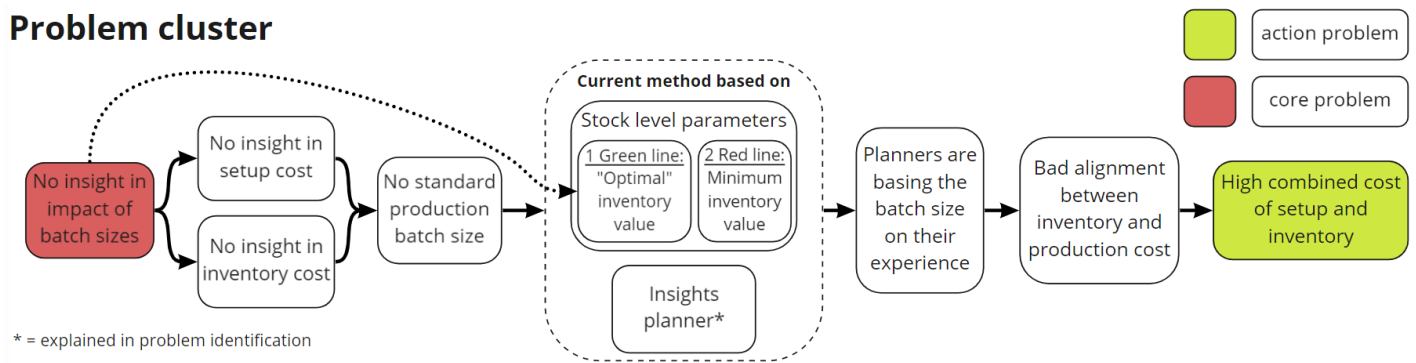 Problem cluster
action problem
core problem
No insight in
impact of
batch sizes
No insight in
setup cost
No insight in
inventory cost
No standard
production
batch size
Current method based on
Stock level parameters
1 Green line:
"Optimal"
inventory
value
2 Red line:
Minimum
inventory
value
Insights
planner*
Planners are
basing the
batch size
on their
experience
Bad alignment
between
inventory and
production cost
High combined cost
of setup and
inventory
* = explained in problem identification